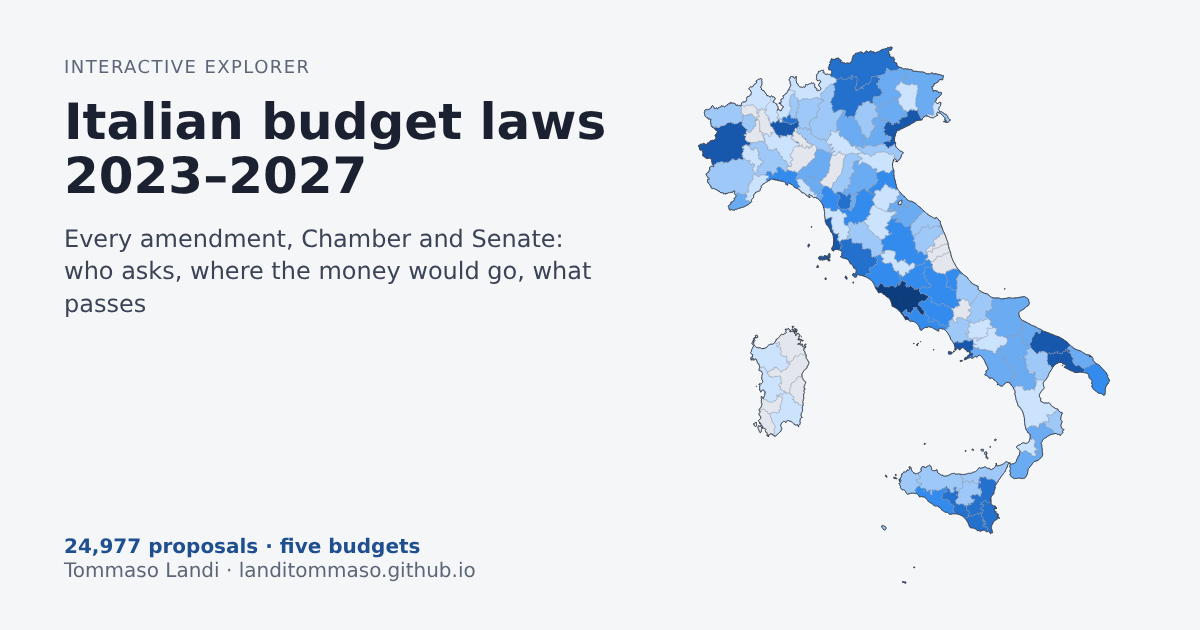 INTERACTIVE EXPLORER
Italian budget laws
2023–2027
Every amendment, Chamber and Senate:
who asks, where the money would go, what
passes
24,977 proposals · five budgets
Tommaso Landi · landitommaso.github.io